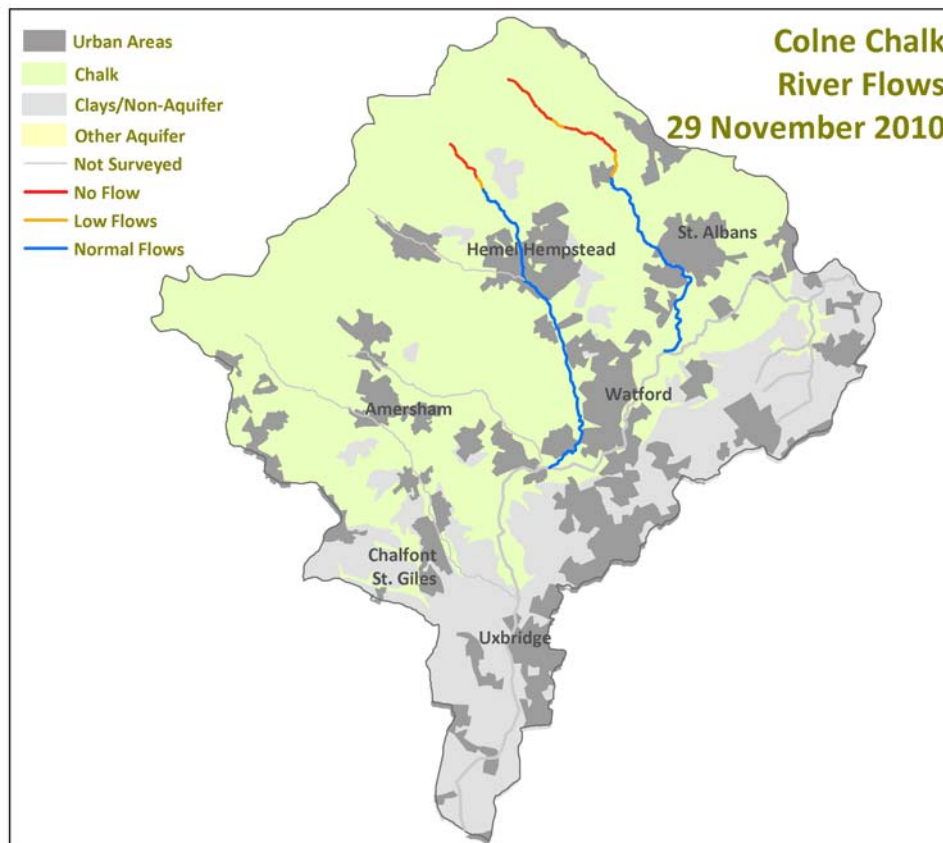 Colne Chalk
River Flows
29 November 2010
Urban Areas
Chalk
Clays/Non-Aquifer
Other Aquifer
Not Surveyed
No Flow
Low Flows
Normal Flows
Hemel Hempstead
St. Albans
Watford
Amersham
Chalfont
St. Giles
Uxbridge